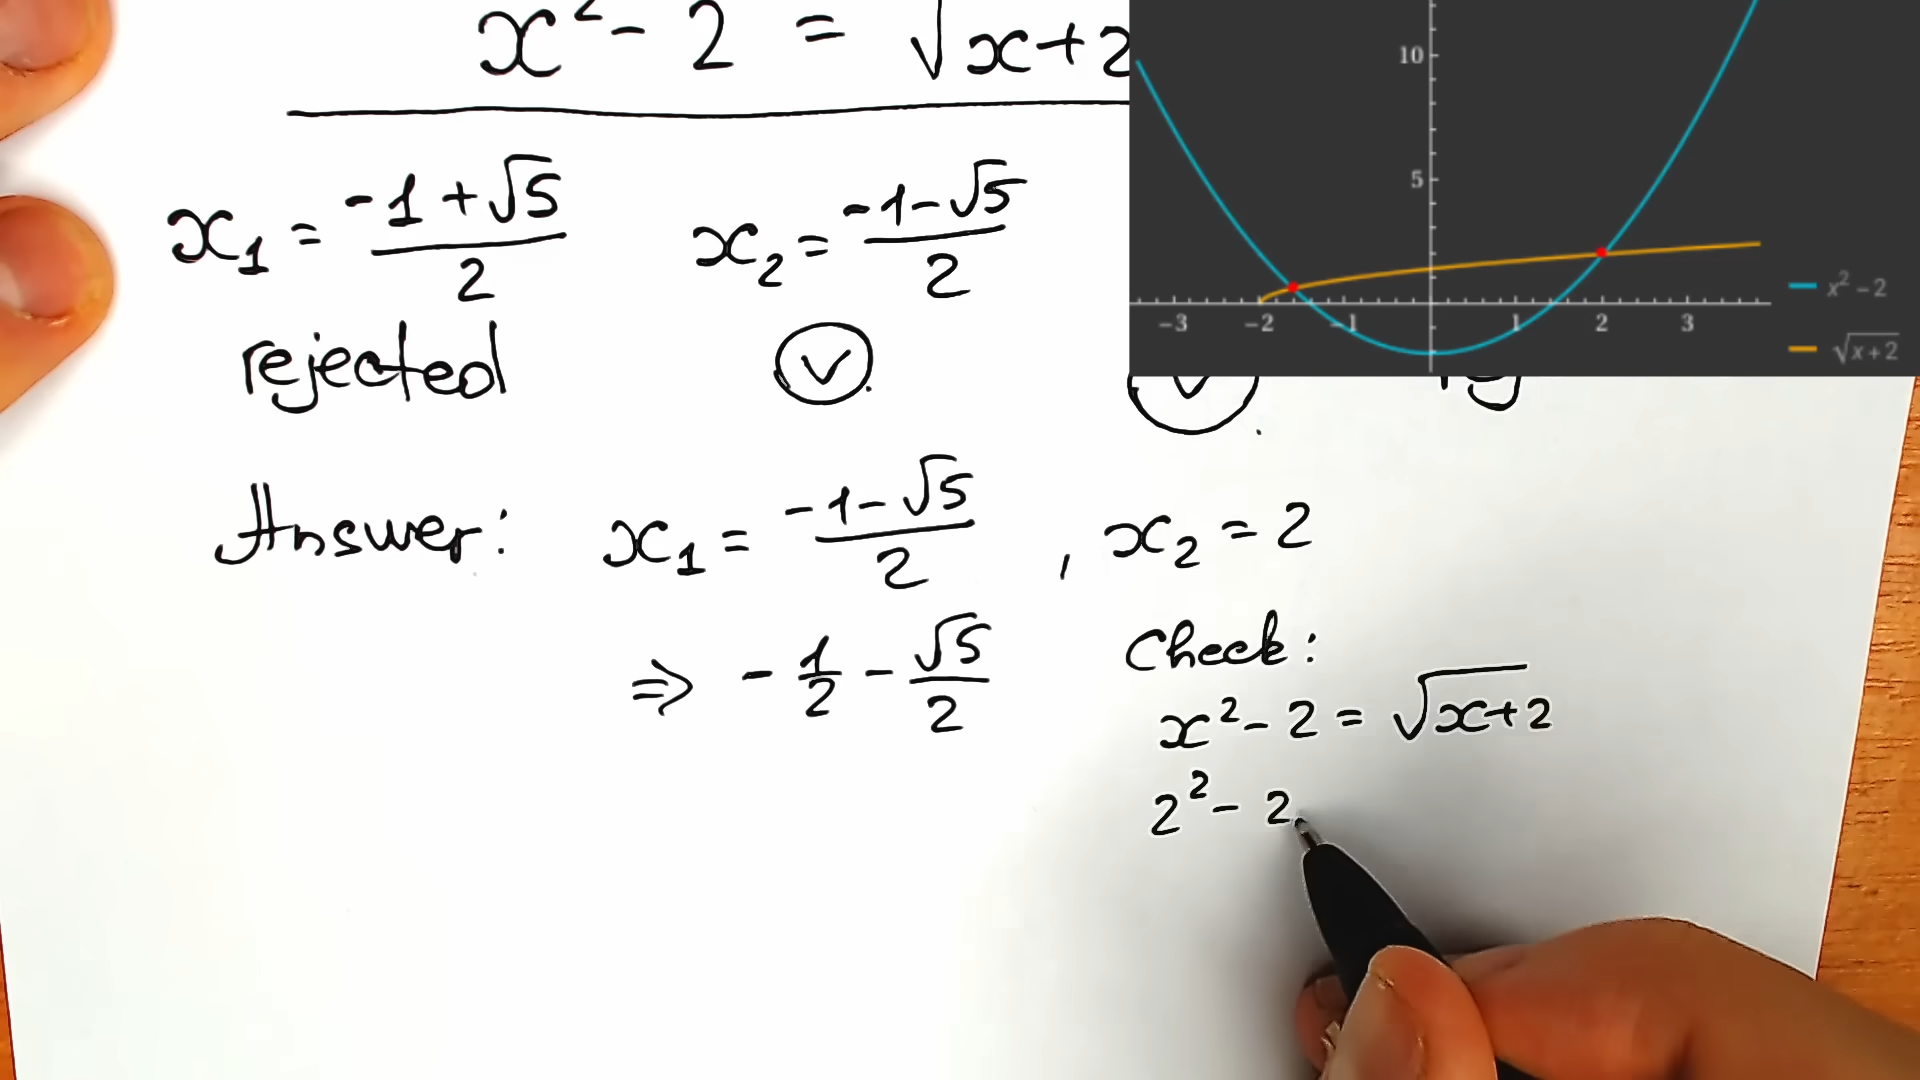 x² - 2 = √x+2
x₁ = -1+√5/2 x₂ = -1-√5/2
rejected V
Answer: x₁ = -1-√5/2 , x₂ = 2
⇒ -1/2 - √5/2
Check:
x² - 2 = √x+2
2² - 2
10
5
-3 -2 -1 1 2 3
x² - 2
√x+2